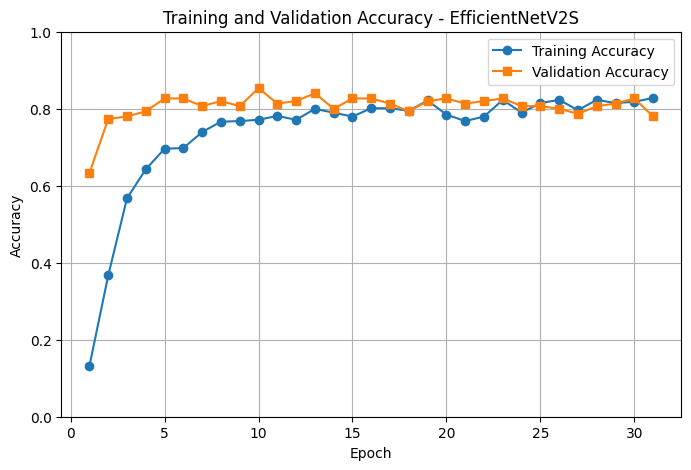 Training and Validation Accuracy - EfficientNetV2S
Training Accuracy
Validation Accuracy
Accuracy
1.0
0.8
0.6
0.4
0.2
0.0
0
5
10
15
20
25
30
Epoch